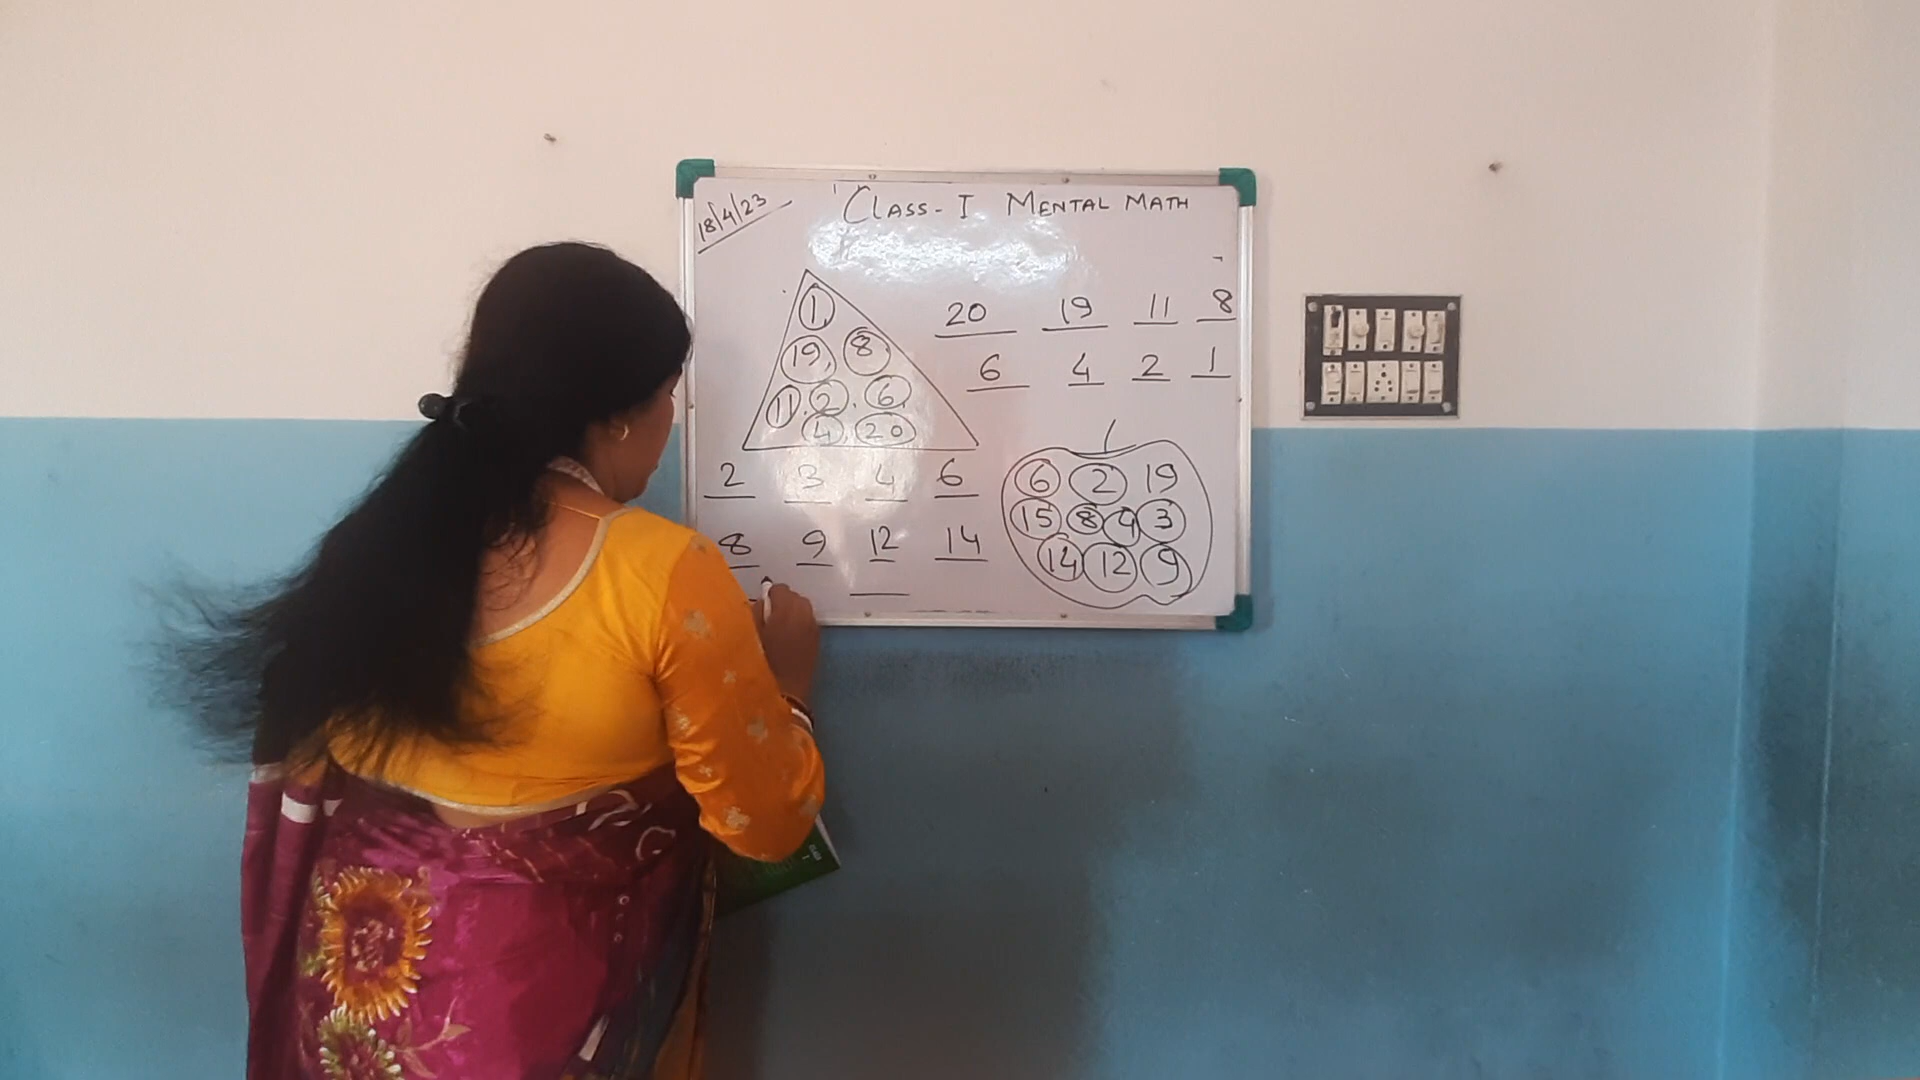 18/4/23
CLASS-I MENTAL MATH
1
19 8
11 2 6
4 20
20 19 11 8
6 4 2 1
2 3 4 6
8 9 12 14
6 2 19
15 8 4 3
14 12 9
CLASS
1